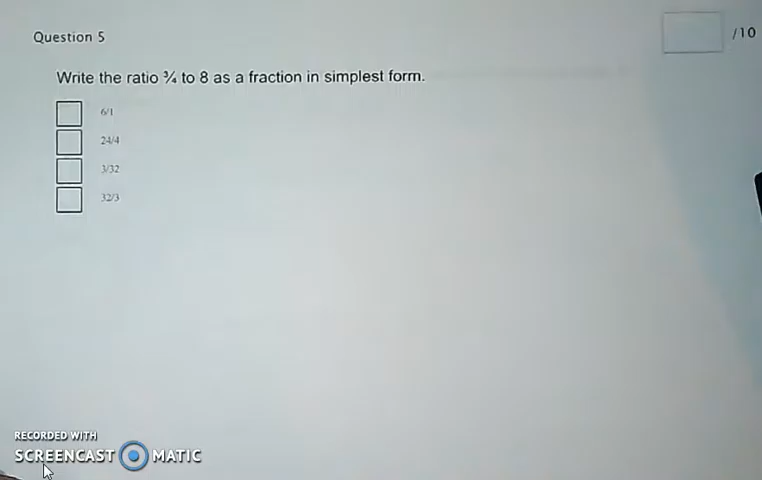 Question 5
/10
Write the ratio ¾ to 8 as a fraction in simplest form.
6/1
24/4
3/32
32/3
RECORDED WITH
SCREENCAST MATIC